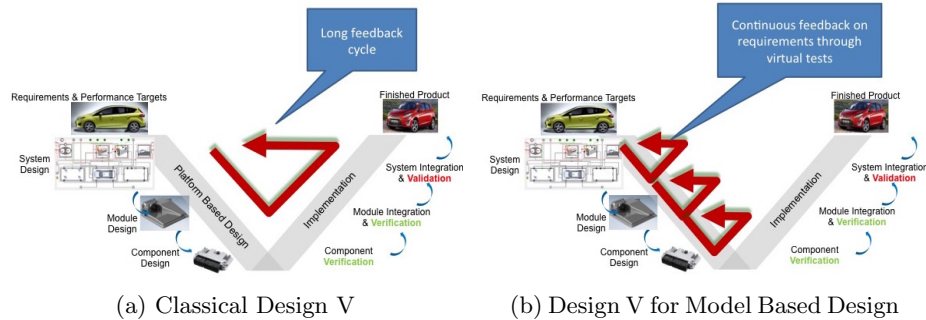 Long feedback
cycle
Requirements & Performance Targets
Finished Product
System
Design
Platform Based Design
Implementation
System Integration
& Validation
Module
Design
Module Integration
& Verification
Component
Design
Component
Verification
(a) Classical Design V
Continuous feedback on
requirements through
virtual tests
Requirements & Performance Targets
Finished Product
System
Design
Implementation
System Integration
& Validation
Module
Design
Module Integration
& Verification
Component
Design
Component
Verification
(b) Design V for Model Based Design